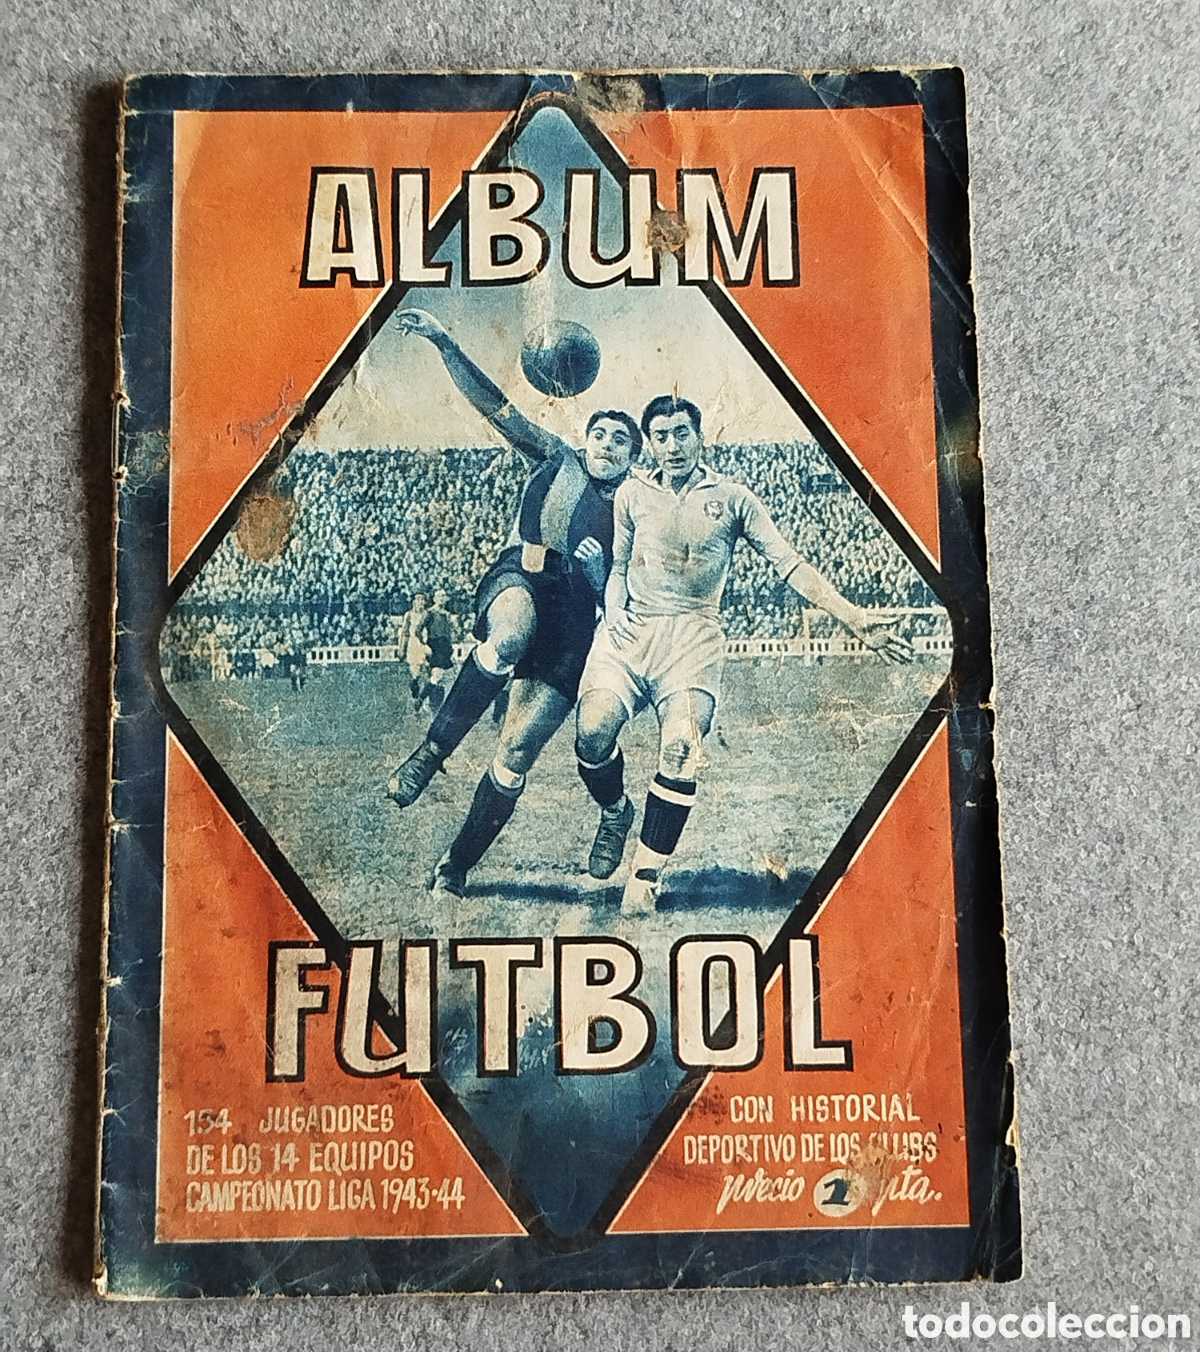 ALBUM
FUTBOL
154 JUGADORES
DE LOS 14 EQUIPOS
CAMPEONATO LIGA 1943-44
CON HISTORIAL
DEPORTIVO DE LOS CLUBS
precio 1 pta.
todocoleccion